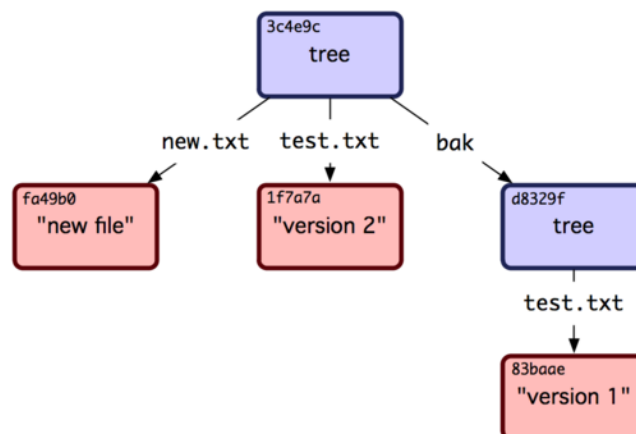 3c4e9c
tree
new.txt
test.txt
bak
fa49b0
"new file"
1f7a7a
"version 2"
d8329f
tree
test.txt
83baae
"version 1"